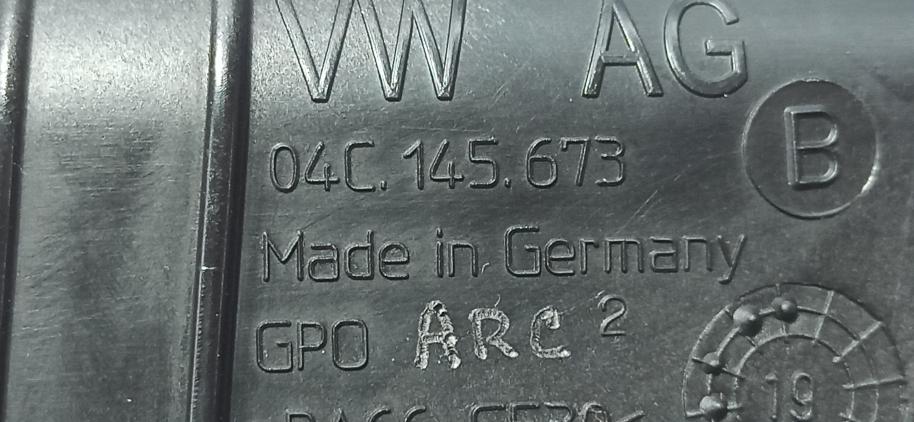 VW AG
04C.145.673 B
Made in Germany
GPO ARC 2
19